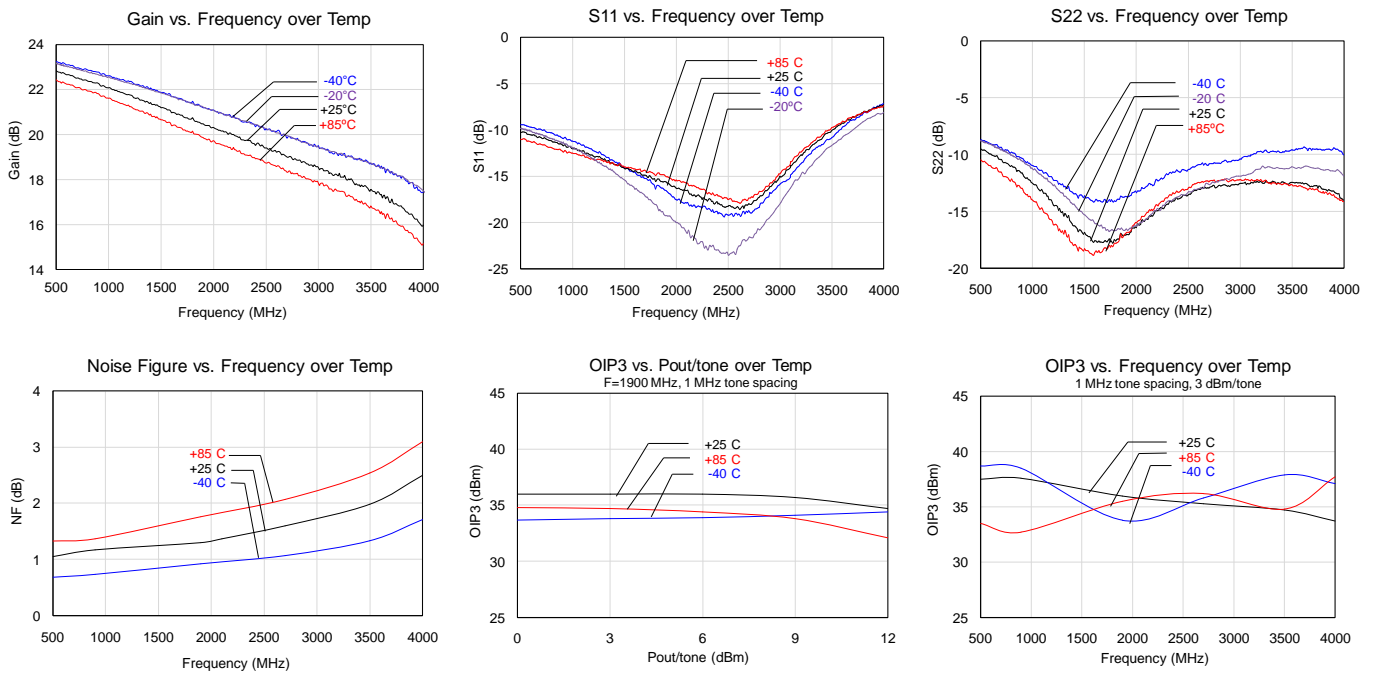 Gain vs. Frequency over Temp
24
22
20
18
16
14
Gain (dB)
-40°C
-20°C
+25°C
+85ºC
500 1000 1500 2000 2500 3000 3500 4000
Frequency (MHz)
S11 vs. Frequency over Temp
0
-5
-10
-15
-20
-25
S11 (dB)
+85 C
+25 C
-40 C
-20ºC
500 1000 1500 2000 2500 3000 3500 4000
Frequency (MHz)
S22 vs. Frequency over Temp
0
-5
-10
-15
-20
S22 (dB)
-40 C
-20 C
+25 C
+85ºC
500 1000 1500 2000 2500 3000 3500 4000
Frequency (MHz)
Noise Figure vs. Frequency over Temp
4
3
2
1
0
NF (dB)
+85 C
+25 C
-40 C
500 1000 1500 2000 2500 3000 3500 4000
Frequency (MHz)
OIP3 vs. Pout/tone over Temp
F=1900 MHz, 1 MHz tone spacing
45
40
35
30
25
OIP3 (dBm)
+25 C
+85 C
-40 C
0 3 6 9 12
Pout/tone (dBm)
OIP3 vs. Frequency over Temp
1 MHz tone spacing, 3 dBm/tone
45
40
35
30
25
OIP3 (dBm)
+25 C
+85 C
-40 C
500 1000 1500 2000 2500 3000 3500 4000
Frequency (MHz)